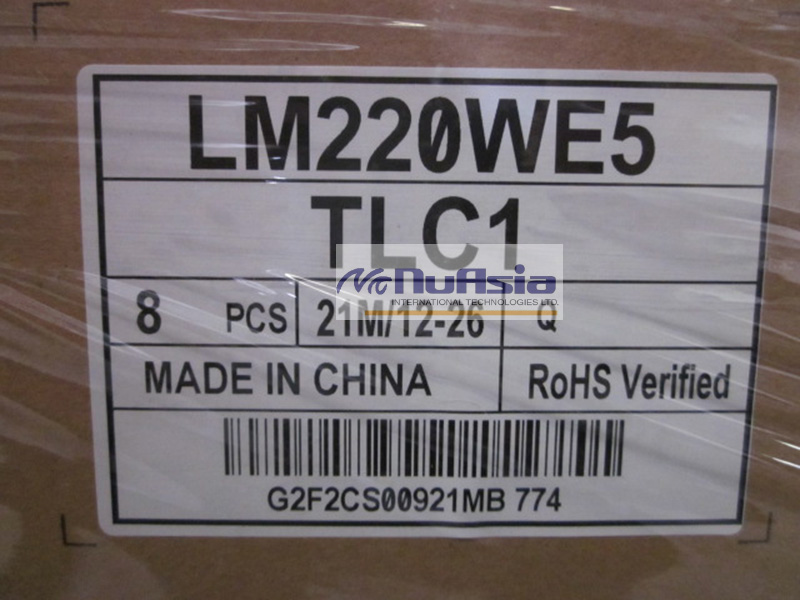 LM220WE5
TLC1
NuAsia
INTERNATIONAL TECHNOLOGIES LTD.
8 PCS 21M/12-26 Q
MADE IN CHINA RoHS Verified
G2F2CS00921MB 774